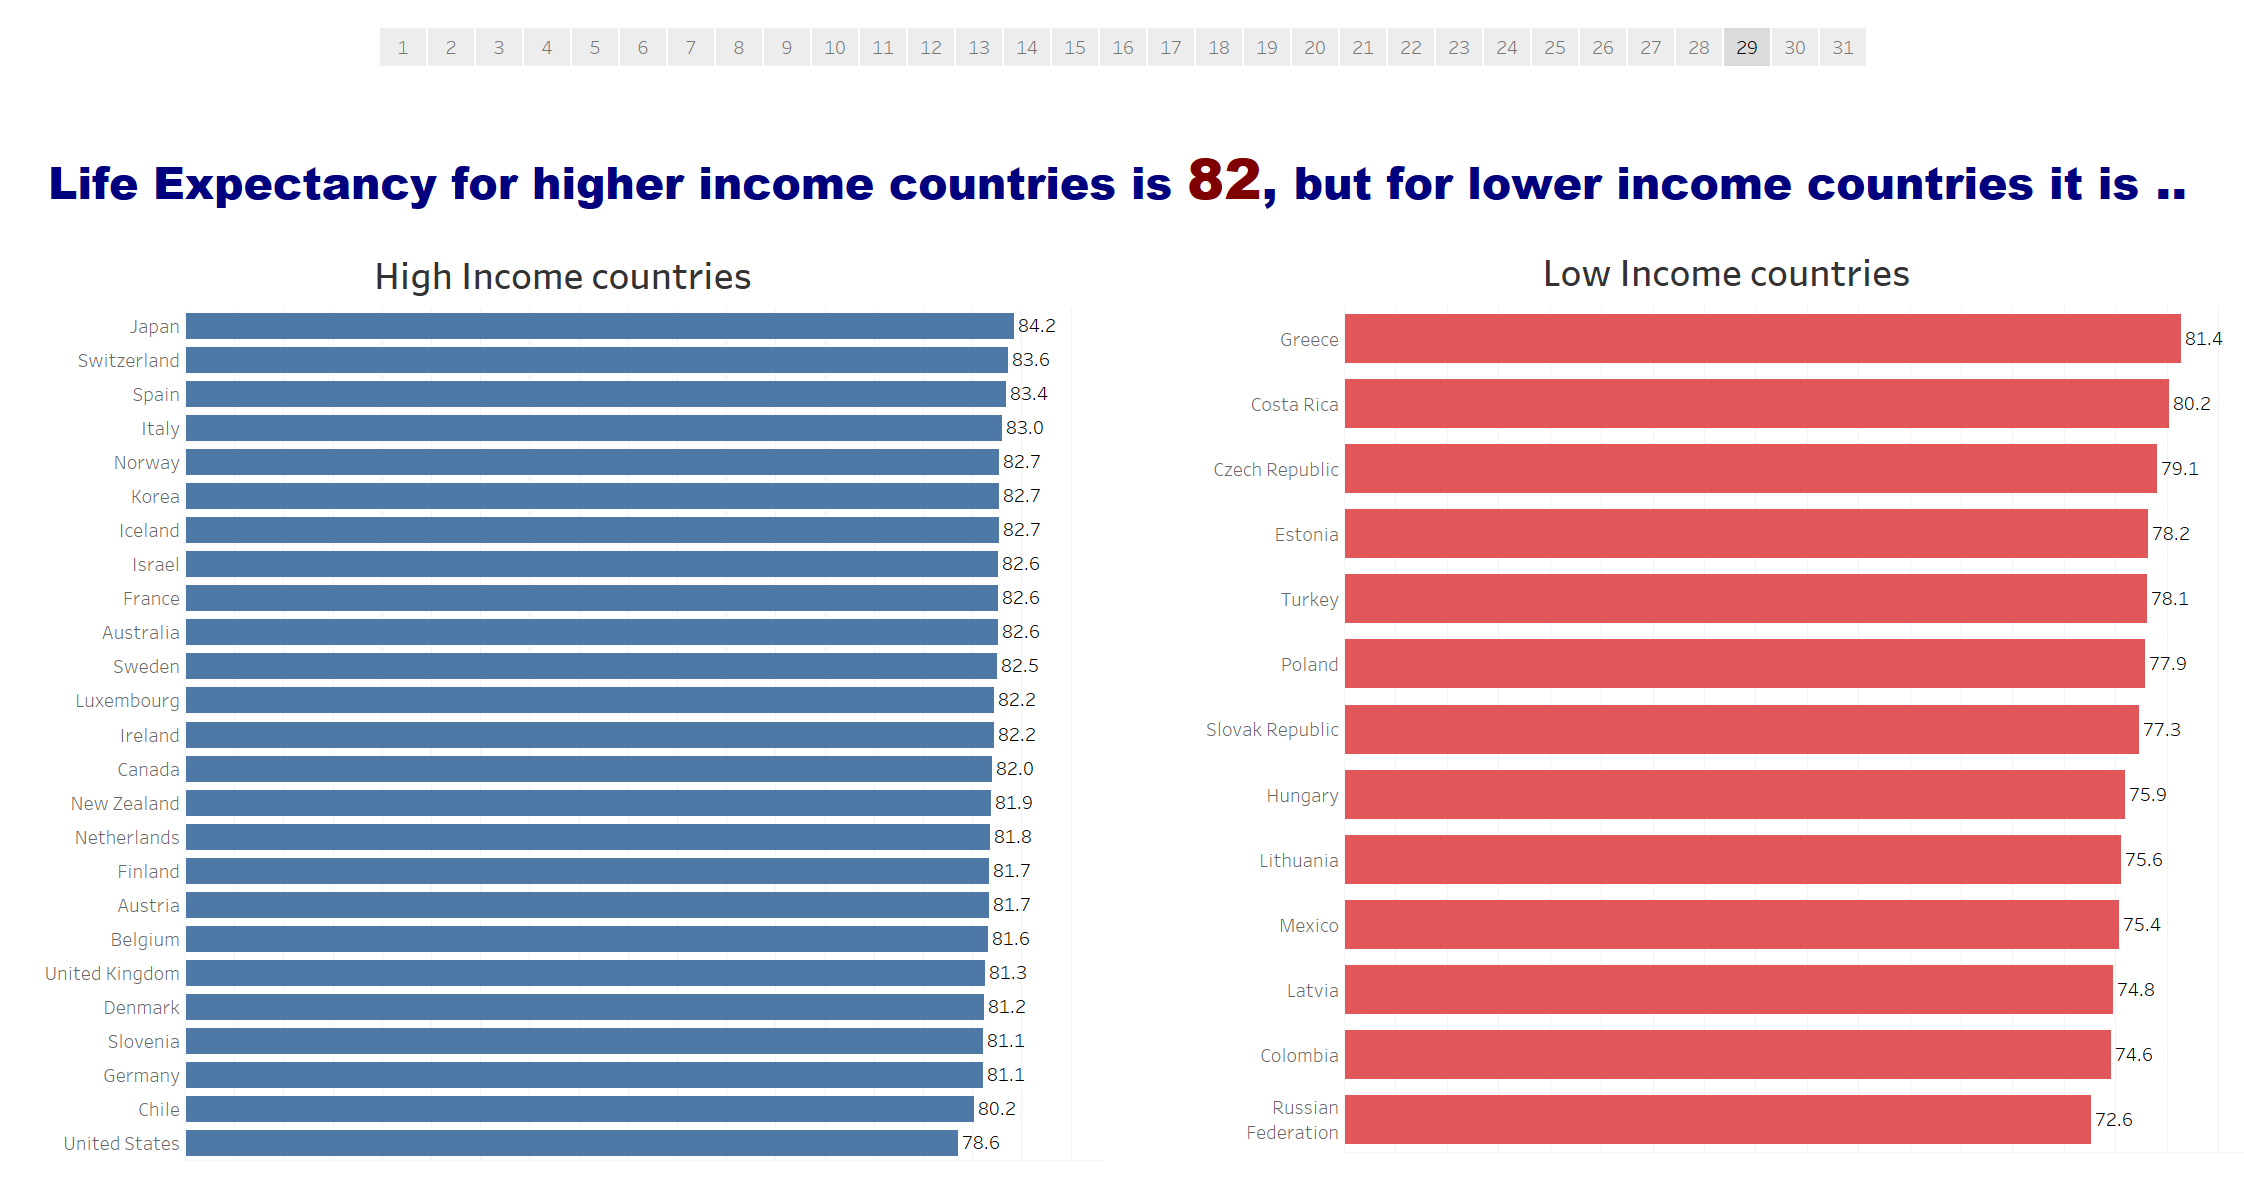 1 2 3 4 5 6 7 8 9 10 11 12 13 14 15 16 17 18 19 20 21 22 23 24 25 26 27 28 29 30 31
Life Expectancy for higher income countries is 82, but for lower income countries it is ..
High Income countries
Japan 84.2
Switzerland 83.6
Spain 83.4
Italy 83.0
Norway 82.7
Korea 82.7
Iceland 82.7
Israel 82.6
France 82.6
Australia 82.6
Sweden 82.5
Luxembourg 82.2
Ireland 82.2
Canada 82.0
New Zealand 81.9
Netherlands 81.8
Finland 81.7
Austria 81.7
Belgium 81.6
United Kingdom 81.3
Denmark 81.2
Slovenia 81.1
Germany 81.1
Chile 80.2
United States 78.6
Low Income countries
Greece 81.4
Costa Rica 80.2
Czech Republic 79.1
Estonia 78.2
Turkey 78.1
Poland 77.9
Slovak Republic 77.3
Hungary 75.9
Lithuania 75.6
Mexico 75.4
Latvia 74.8
Colombia 74.6
Russian
Federation 72.6